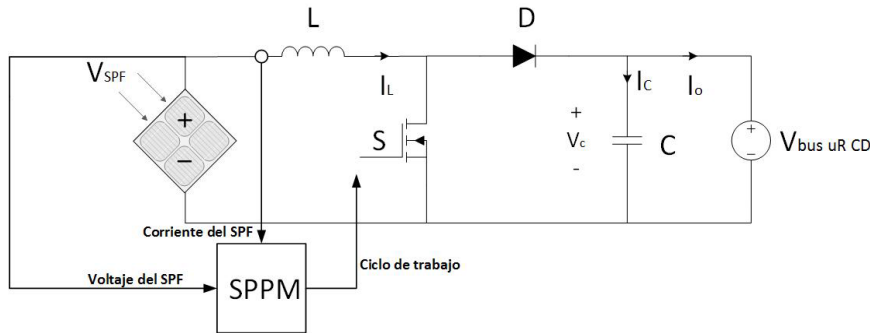 L
D
V_SPF
I_L
I_C
I_o
+
−
S
+
V_c
-
C
+
−
V_bus uR CD
Corriente del SPF
Ciclo de trabajo
Voltaje del SPF
SPPM